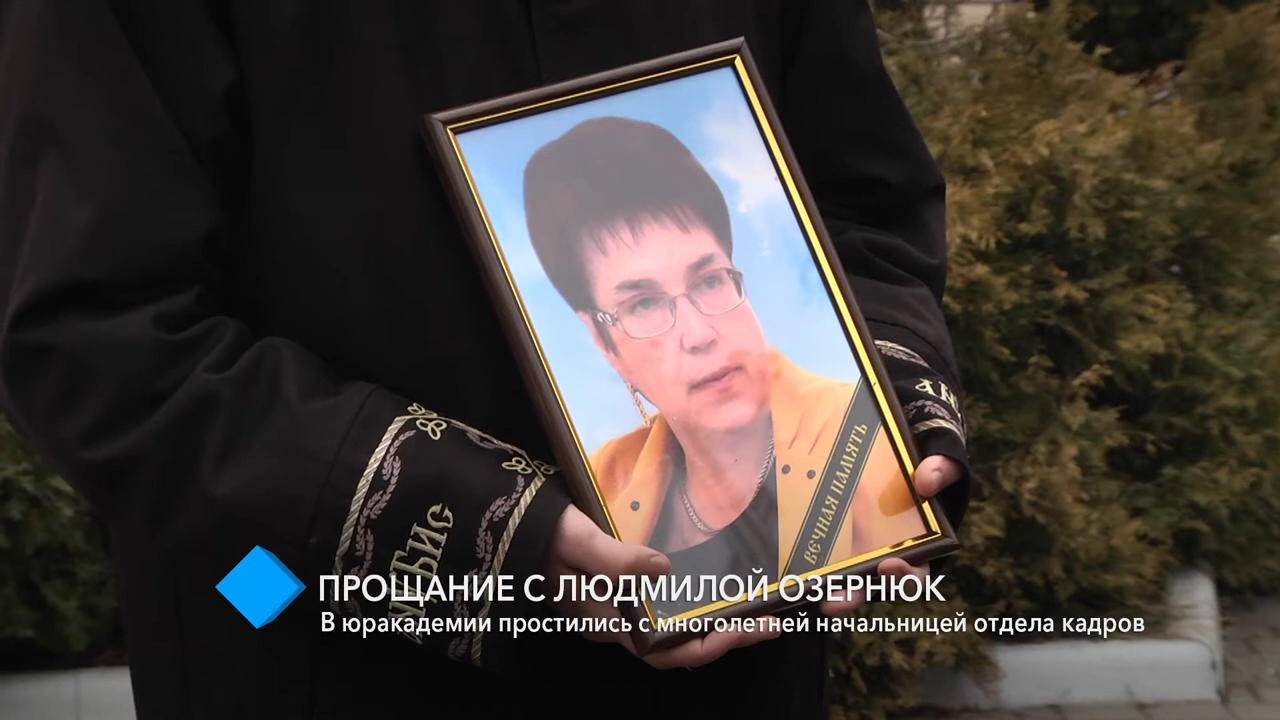 ВЕЧНАЯ ПАМЯТЬ
ПРОЩАНИЕ С ЛЮДМИЛОЙ ОЗЕРНЮК
В юракадемии простились с многолетней начальницей отдела кадров